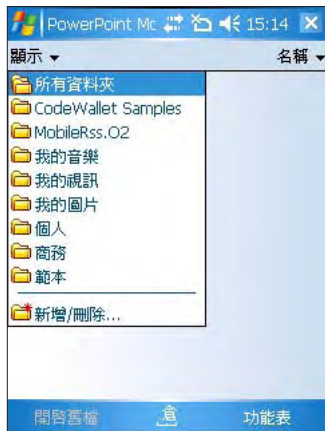 PowerPoint Mc 15:14
顯示 名稱
所有資料夾
CodeWallet Samples
MobileRss.O2
我的音樂
我的視訊
我的圖片
個人
商務
範本
新增/刪除...
開啓舊檔 倉 功能表